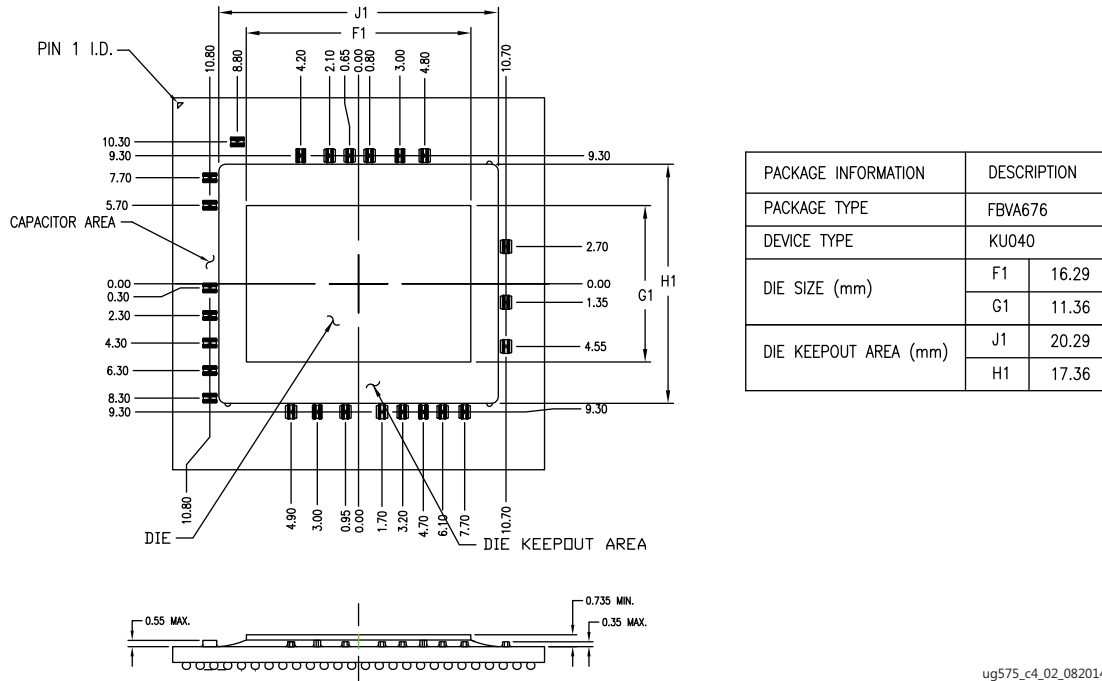 J1
F1
PIN 1 I.D.
10.80
8.80
4.20
2.10
0.65
0.00
0.80
3.00
4.80
10.70
10.30
9.30
9.30
7.70
5.70
CAPACITOR AREA
2.70
0.00
0.30
0.00
1.35
G1
H1
2.30
4.30
4.55
6.30
8.30
9.30
9.30
10.80
4.90
3.00
0.95
0.00
1.70
3.20
4.70
6.10
7.70
10.70
DIE
DIE KEEPOUT AREA
PACKAGE INFORMATION DESCRIPTION
PACKAGE TYPE FBVA676
DEVICE TYPE KU040
DIE SIZE (mm) F1 16.29
G1 11.36
DIE KEEPOUT AREA (mm) J1 20.29
H1 17.36
0.55 MAX.
0.735 MIN.
0.35 MAX.
ug575_c4_02_082014